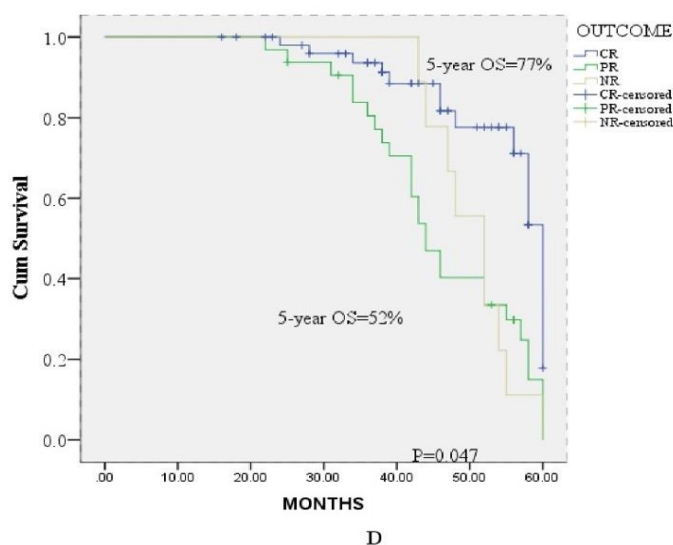 OUTCOME
CR
PR
NR
CR-censored
PR-censored
NR-censored
5-year OS=77%
1.0
0.8
0.6
0.4
0.2
0.0
Cum Survival
5-year OS=52%
P=0.047
.00 10.00 20.00 30.00 40.00 50.00 60.00
MONTHS
D